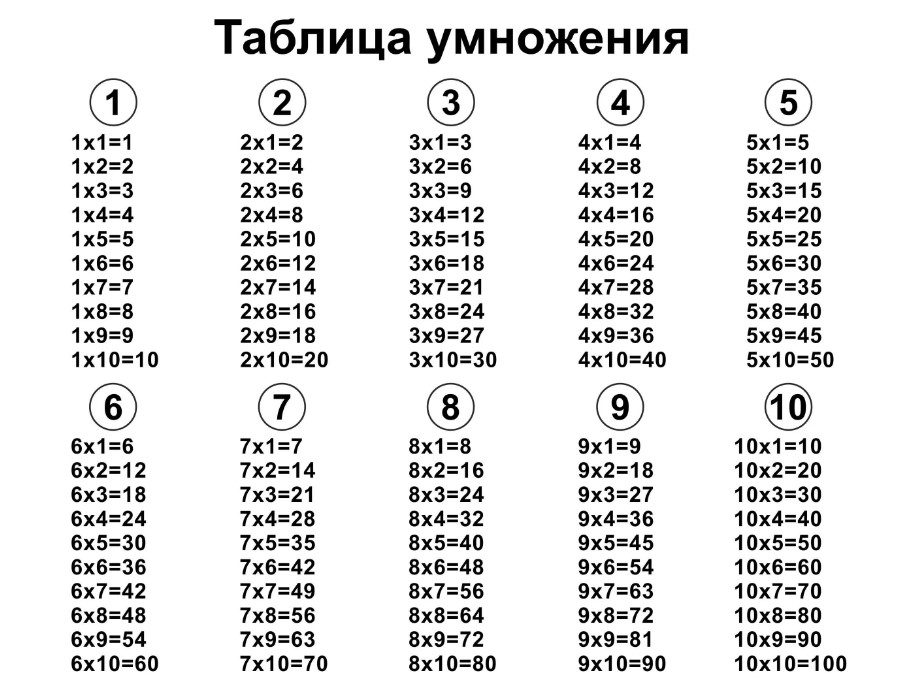 Таблица умножения
1 2 3 4 5
1x1=1 2x1=2 3x1=3 4x1=4 5x1=5
1x2=2 2x2=4 3x2=6 4x2=8 5x2=10
1x3=3 2x3=6 3x3=9 4x3=12 5x3=15
1x4=4 2x4=8 3x4=12 4x4=16 5x4=20
1x5=5 2x5=10 3x5=15 4x5=20 5x5=25
1x6=6 2x6=12 3x6=18 4x6=24 5x6=30
1x7=7 2x7=14 3x7=21 4x7=28 5x7=35
1x8=8 2x8=16 3x8=24 4x8=32 5x8=40
1x9=9 2x9=18 3x9=27 4x9=36 5x9=45
1x10=10 2x10=20 3x10=30 4x10=40 5x10=50
6 7 8 9 10
6x1=6 7x1=7 8x1=8 9x1=9 10x1=10
6x2=12 7x2=14 8x2=16 9x2=18 10x2=20
6x3=18 7x3=21 8x3=24 9x3=27 10x3=30
6x4=24 7x4=28 8x4=32 9x4=36 10x4=40
6x5=30 7x5=35 8x5=40 9x5=45 10x5=50
6x6=36 7x6=42 8x6=48 9x6=54 10x6=60
6x7=42 7x7=49 8x7=56 9x7=63 10x7=70
6x8=48 7x8=56 8x8=64 9x8=72 10x8=80
6x9=54 7x9=63 8x9=72 9x9=81 10x9=90
6x10=60 7x10=70 8x10=80 9x10=90 10x10=100